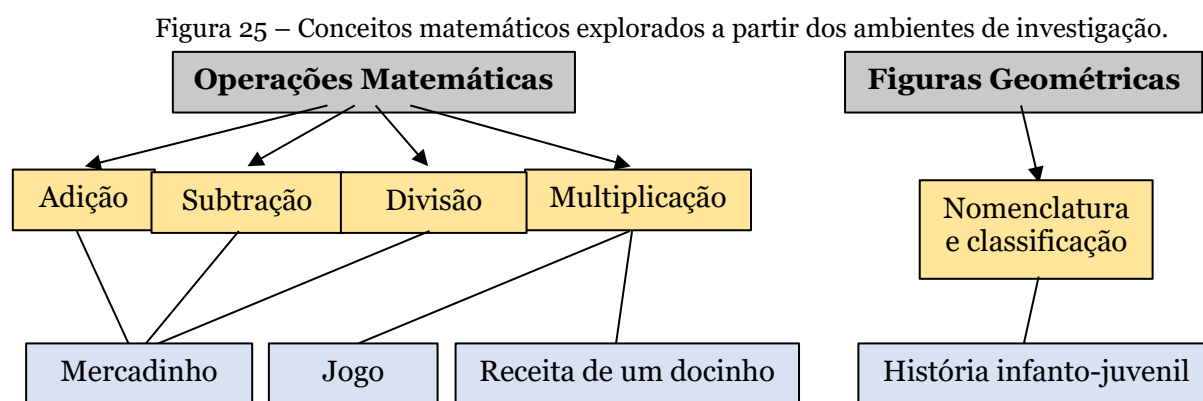 Figura 25 – Conceitos matemáticos explorados a partir dos ambientes de investigação.
Operações Matemáticas
Figuras Geométricas
Adição
Subtração
Divisão
Multiplicação
Nomenclatura
e classificação
Mercadinho
Jogo
Receita de um docinho
História infanto-juvenil